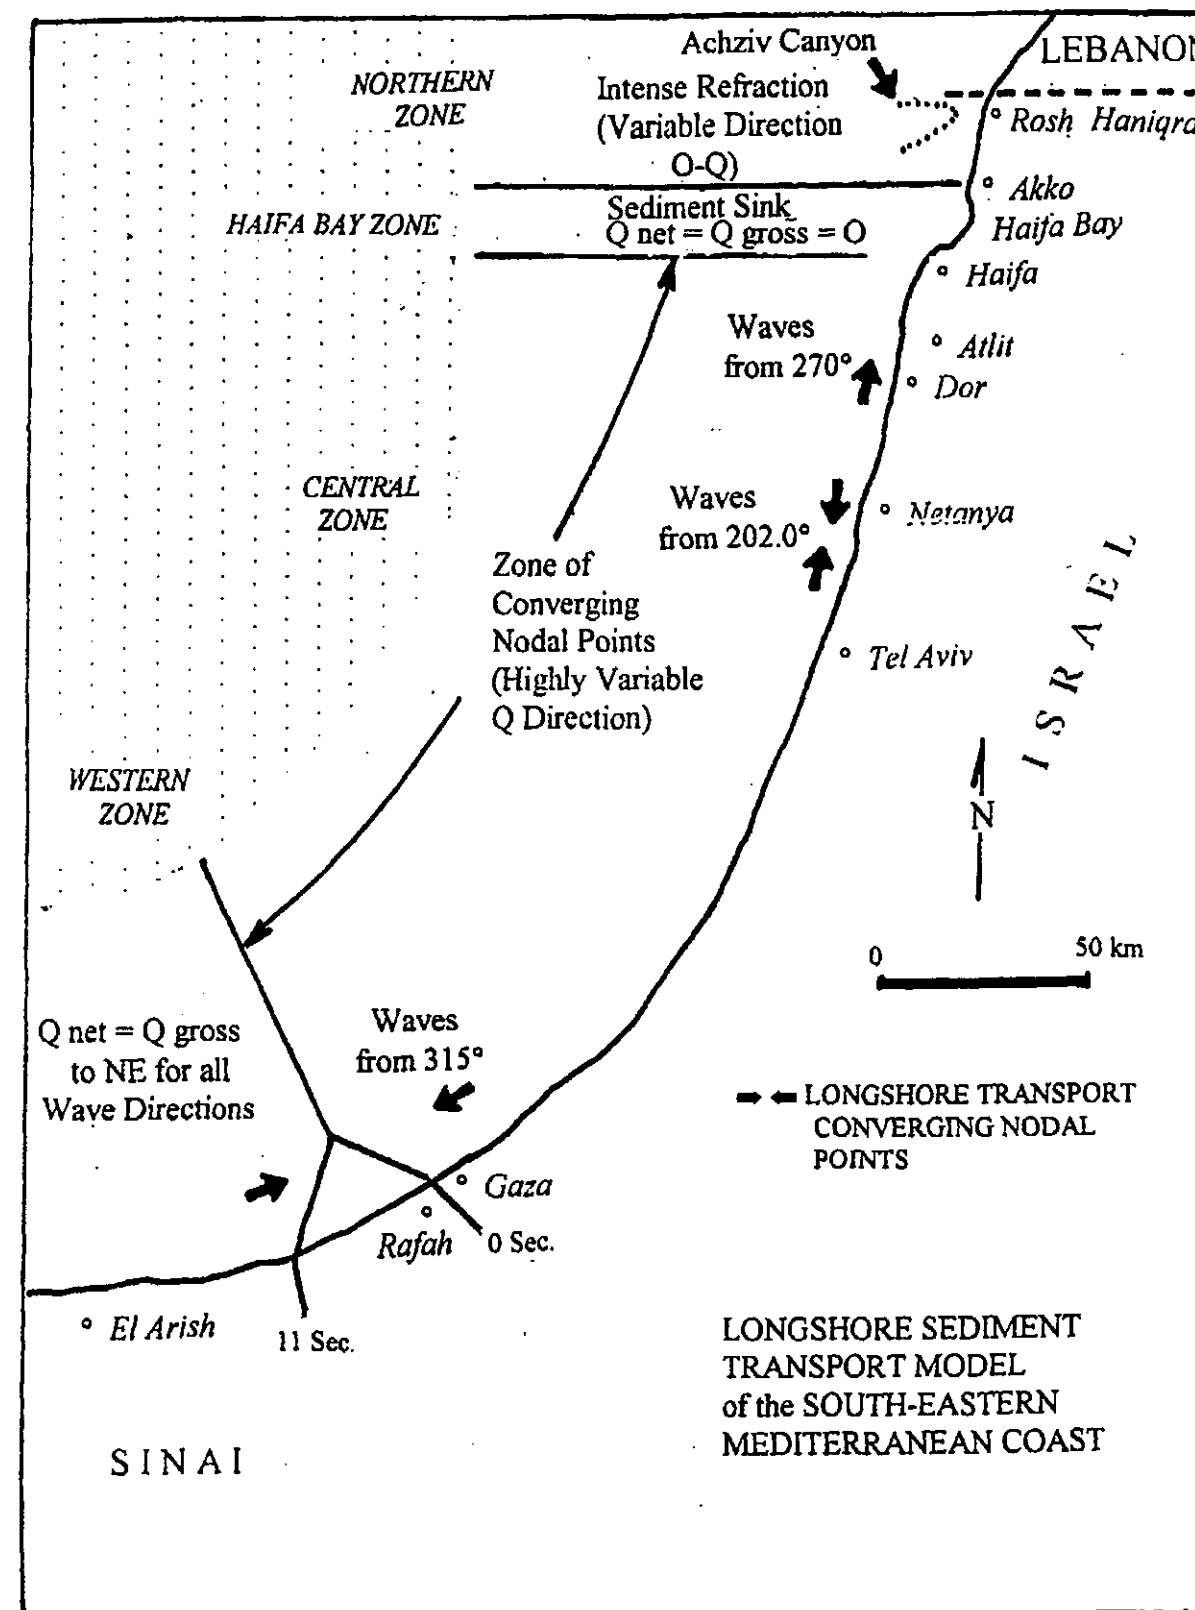 Achziv Canyon
LEBANON
NORTHERN
ZONE
Intense Refraction
(Variable Direction
O-Q)
Rosh Haniqra
Akko
HAIFA BAY ZONE
Sediment Sink
Q net = Q gross = O
Haifa Bay
Haifa
Waves
from 270°
Atlit
Dor
CENTRAL
ZONE
Waves
from 202.0°
Netanya
ISRAEL
Zone of
Converging
Nodal Points
(Highly Variable
Q Direction)
Tel Aviv
WESTERN
ZONE
N
0 50 km
Q net = Q gross
to NE for all
Wave Directions
Waves
from 315°
LONGSHORE TRANSPORT
CONVERGING NODAL
POINTS
Gaza
Rafah
0 Sec.
El Arish
11 Sec.
LONGSHORE SEDIMENT
TRANSPORT MODEL
of the SOUTH-EASTERN
MEDITERRANEAN COAST
SINAI